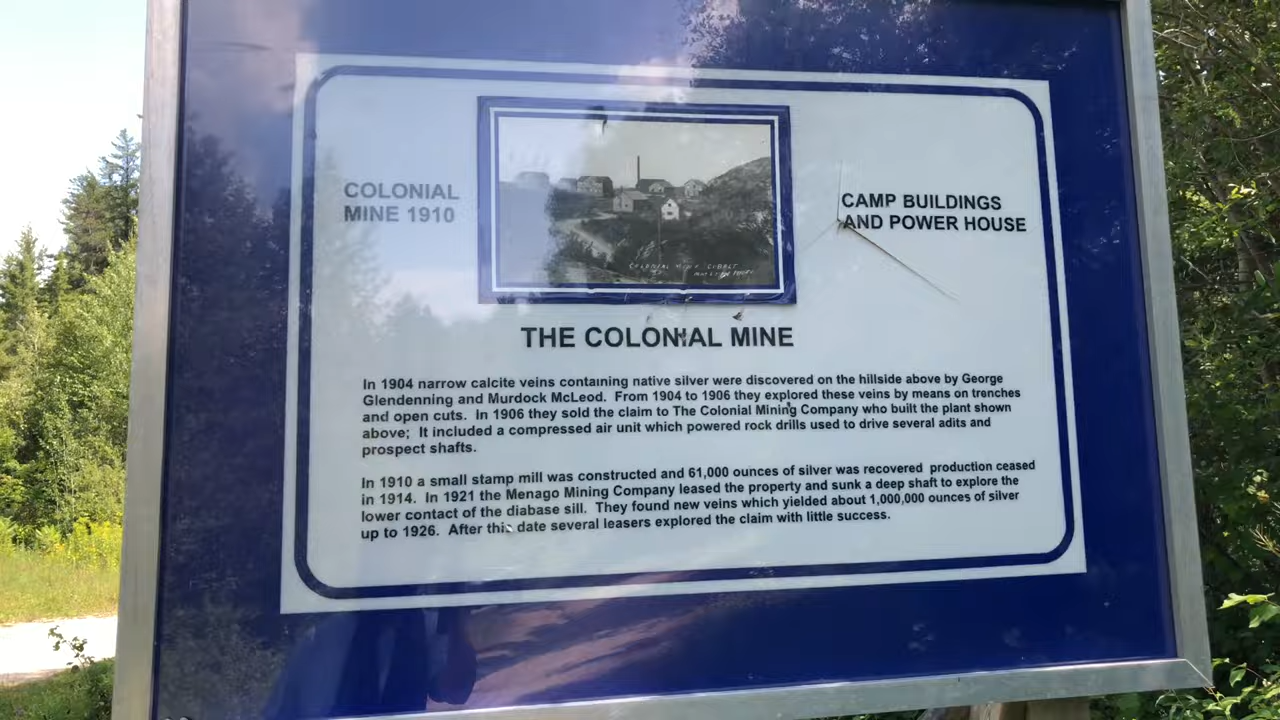 COLONIAL
MINE 1910
COLONIAL MINE COBALT
CAMP BUILDINGS
AND POWER HOUSE
THE COLONIAL MINE
In 1904 narrow calcite veins containing native silver were discovered on the hillside above by George
Glendenning and Murdock McLeod. From 1904 to 1906 they explored these veins by means on trenches
and open cuts. In 1906 they sold the claim to The Colonial Mining Company who built the plant shown
above; It included a compressed air unit which powered rock drills used to drive several adits and
prospect shafts.
In 1910 a small stamp mill was constructed and 61,000 ounces of silver was recovered production ceased
in 1914. In 1921 the Menago Mining Company leased the property and sunk a deep shaft to explore the
lower contact of the diabase sill. They found new veins which yielded about 1,000,000 ounces of silver
up to 1926. After this date several leasers explored the claim with little success.